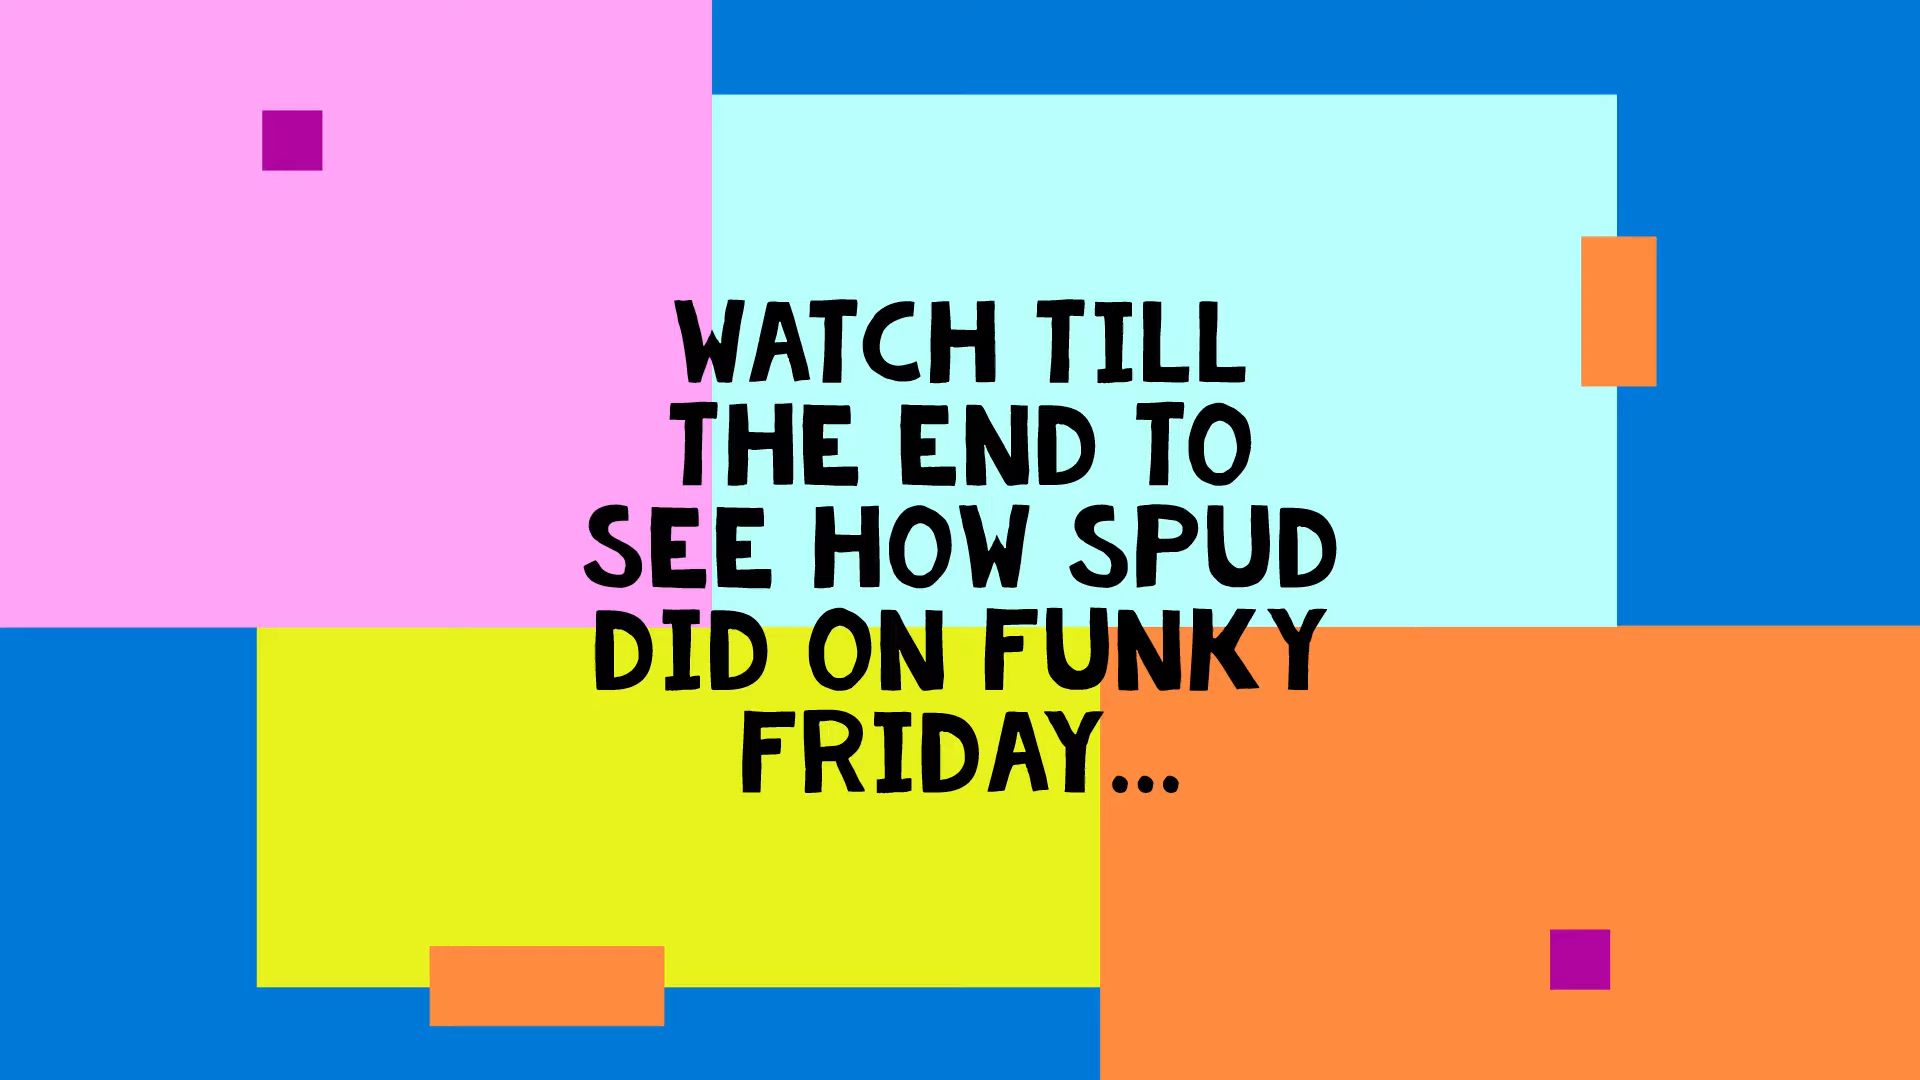 WATCH TILL
THE END TO
SEE HOW SPUD
DID ON FUNKY
FRIDAY...